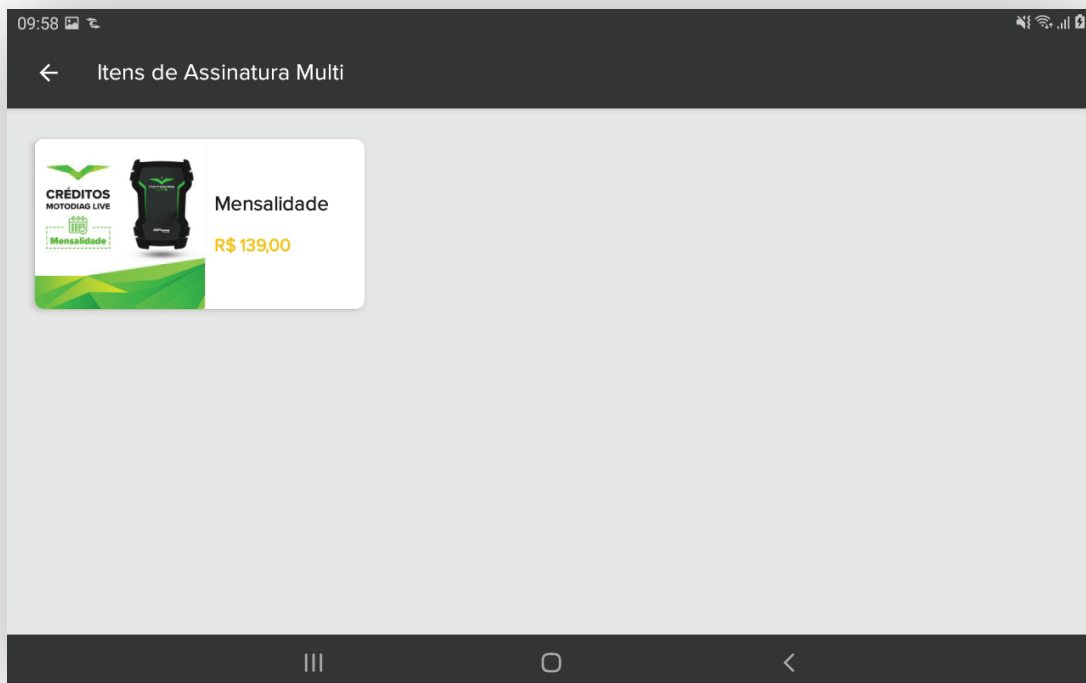 09:58
Itens de Assinatura Multi
CRÉDITOS
MOTODIAG LIVE
Mensalidade
Mensalidade
R$ 139,00